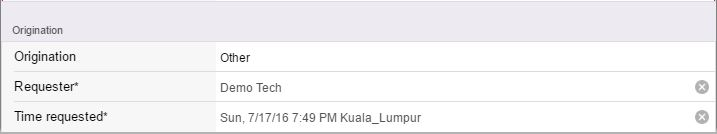 Origination
Origination Other
Requester* Demo Tech
Time requested* Sun, 7/17/16 7:49 PM Kuala_Lumpur